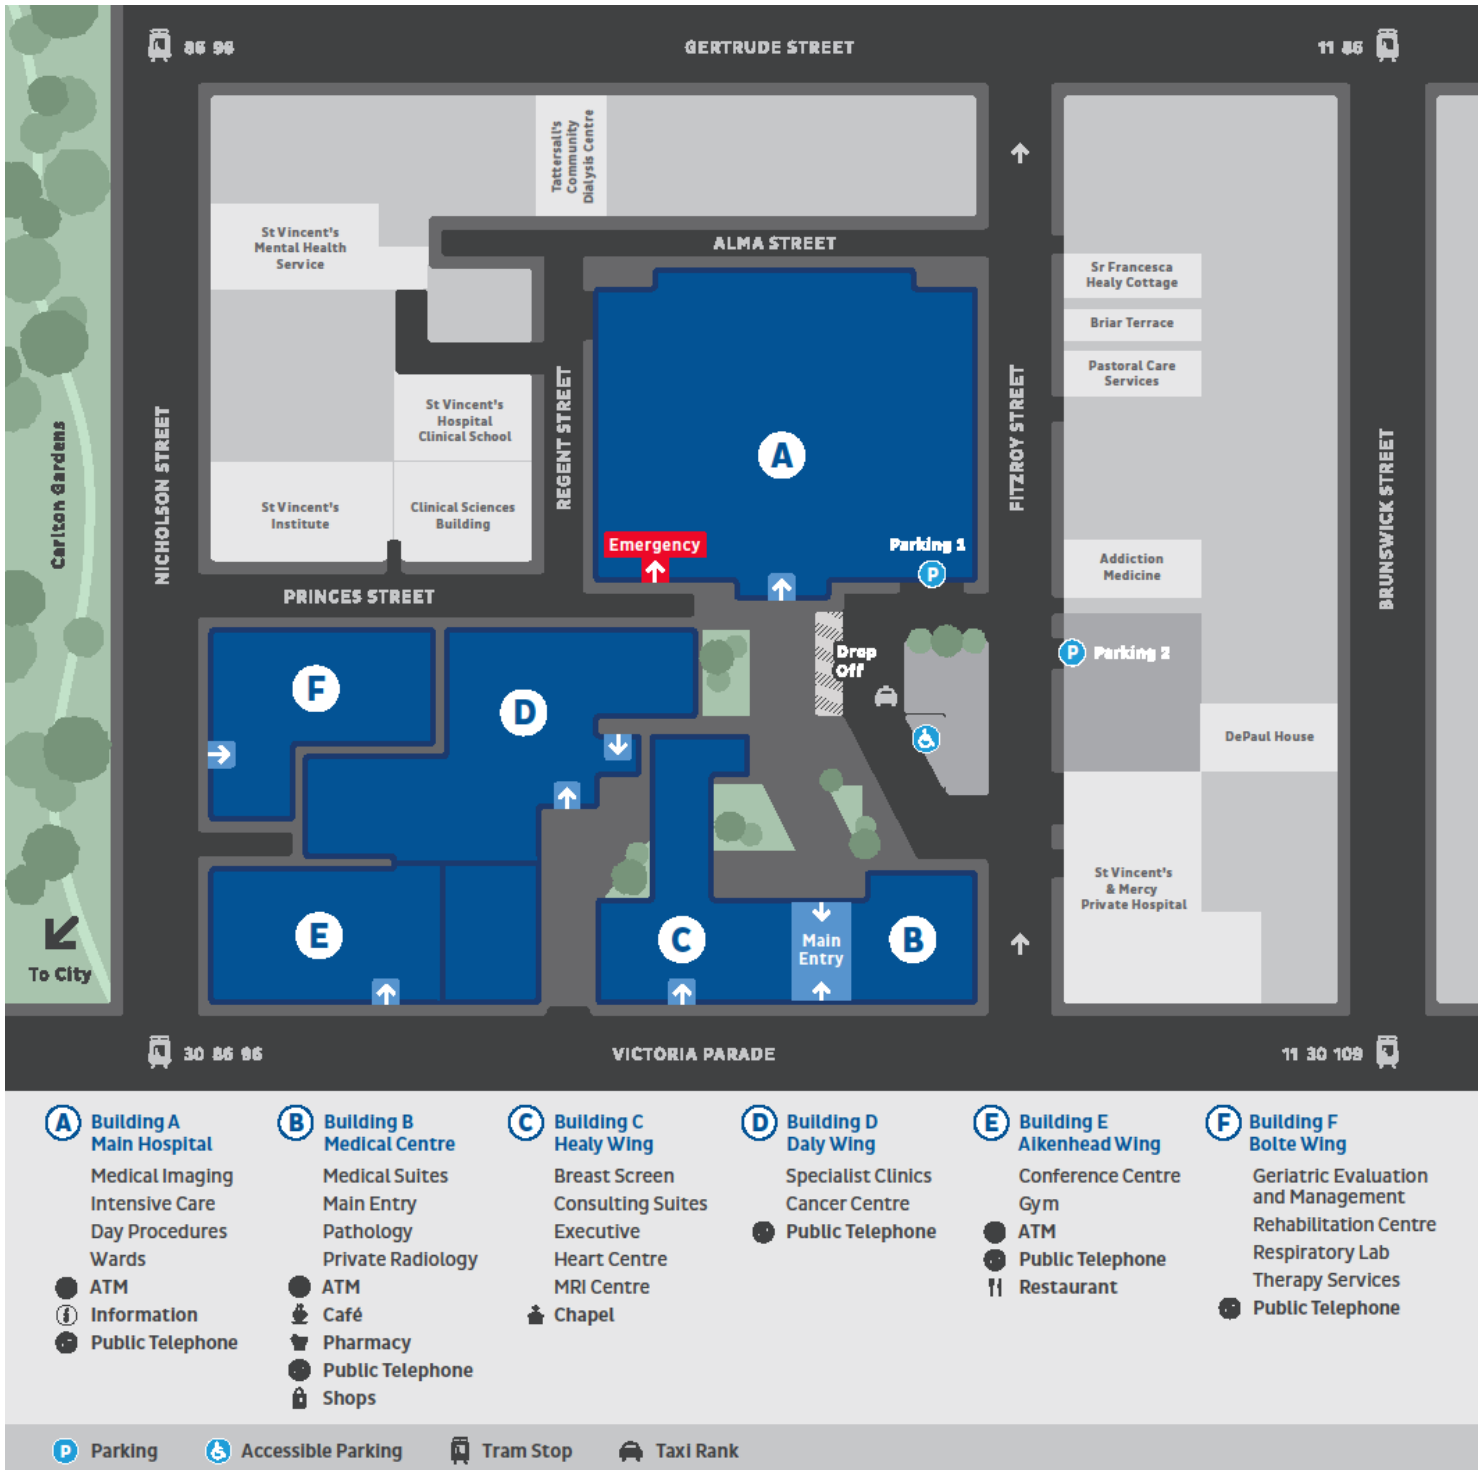 86 96
GERTRUDE STREET
11 86
Tattersall's
Community
Dialysis Centre
St Vincent's
Mental Health
Service
ALMA STREET
Sr Francesca
Healy Cottage
Briar Terrace
Pastoral Care
Services
St Vincent's
Hospital
Clinical School
REGENT STREET
FITZROY STREET
A
Carlton Gardens
NICHOLSON STREET
BRUNSWICK STREET
St Vincent's
Institute
Clinical Sciences
Building
Emergency
Parking 1
P
Addiction
Medicine
PRINCES STREET
P
Parking 2
Drop
Off
F
D
DePaul House
St Vincent's
& Mercy
Private Hospital
E
C
Main
Entry
B
To City
30 86 96
VICTORIA PARADE
11 30 109
A
Building A
Main Hospital
Medical Imaging
Intensive Care
Day Procedures
Wards
ATM
Information
Public Telephone
B
Building B
Medical Centre
Medical Suites
Main Entry
Pathology
Private Radiology
ATM
Café
Pharmacy
Public Telephone
Shops
C
Building C
Healy Wing
Breast Screen
Consulting Suites
Executive
Heart Centre
MRI Centre
Chapel
D
Building D
Daly Wing
Specialist Clinics
Cancer Centre
Public Telephone
E
Building E
Aikenhead Wing
Conference Centre
Gym
ATM
Public Telephone
Restaurant
F
Building F
Bolte Wing
Geriatric Evaluation
and Management
Rehabilitation Centre
Respiratory Lab
Therapy Services
Public Telephone
P
Parking
Accessible Parking
Tram Stop
Taxi Rank